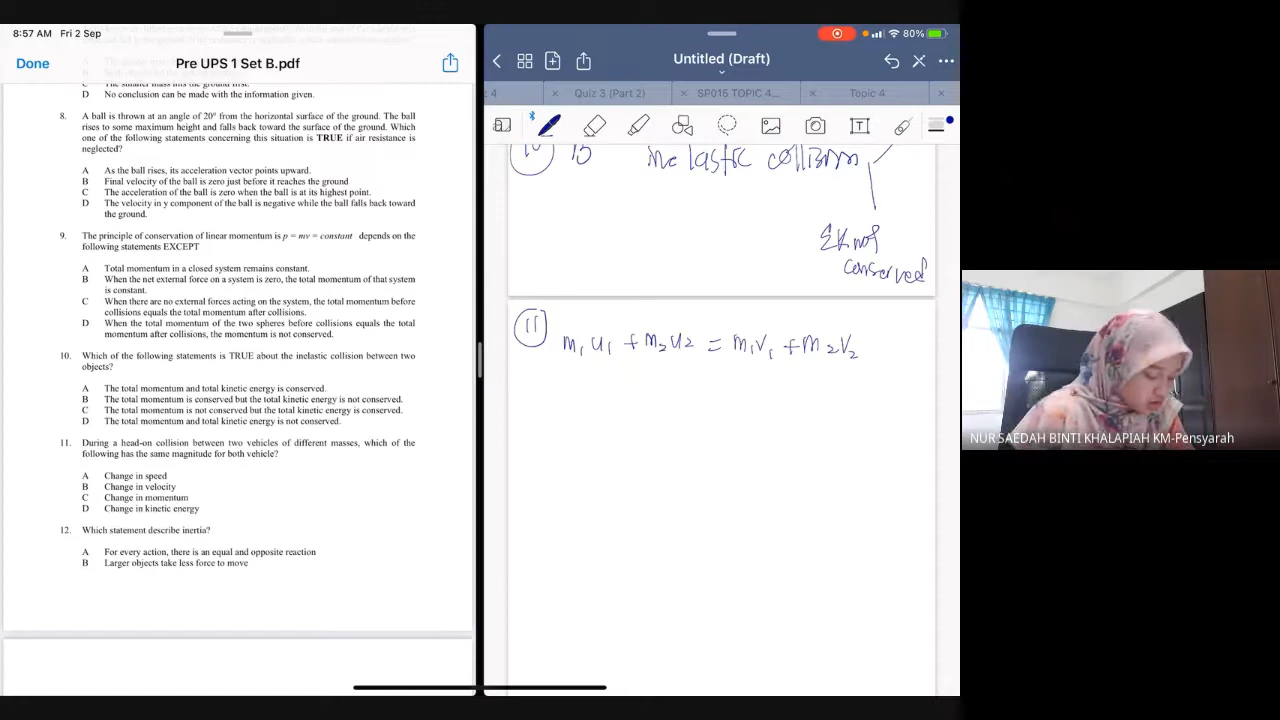 8:57 AM Fri 2 Sep
80%
Done
Pre UPS 1 Set B.pdf
Untitled (Draft)
4
Quiz 3 (Part 2)
SP015 TOPIC 4...
Topic 4
D No conclusion can be made with the information given.
8. A ball is thrown at an angle of 20° from the horizontal surface of the ground. The ball
rises to some maximum height and falls back toward the surface of the ground. Which
one of the following statements concerning this situation is TRUE if air resistance is
neglected?
A As the ball rises, its acceleration vector points upward.
B Final velocity of the ball is zero just before it reaches the ground
C The acceleration of the ball is zero when the ball is at its highest point.
D The velocity in y component of the ball is negative while the ball falls back toward
the ground.
9. The principle of conservation of linear momentum is p = mv = constant depends on the
following statements EXCEPT
A Total momentum in a closed system remains constant.
B When the net external force on a system is zero, the total momentum of that system
is constant.
C When there are no external forces acting on the system, the total momentum before
collisions equals the total momentum after collisions.
D When the total momentum of the two spheres before collisions equals the total
momentum after collisions, the momentum is not conserved.
10. Which of the following statements is TRUE about the inelastic collision between two
objects?
A The total momentum and total kinetic energy is conserved.
B The total momentum is conserved but the total kinetic energy is not conserved.
C The total momentum is not conserved but the total kinetic energy is conserved.
D The total momentum and total kinetic energy is not conserved.
11. During a head-on collision between two vehicles of different masses, which of the
following has the same magnitude for both vehicle?
A Change in speed
B Change in velocity
C Change in momentum
D Change in kinetic energy
12. Which statement describe inertia?
A For every action, there is an equal and opposite reaction
B Larger objects take less force to move
10 B inelastic collision
ΣK not
conserved
11 m₁u₁ + m₂u₂ = m₁v₁ + m₂v₂
NUR SAEDAH BINTI KHALAPIAH KM-Pensyarah